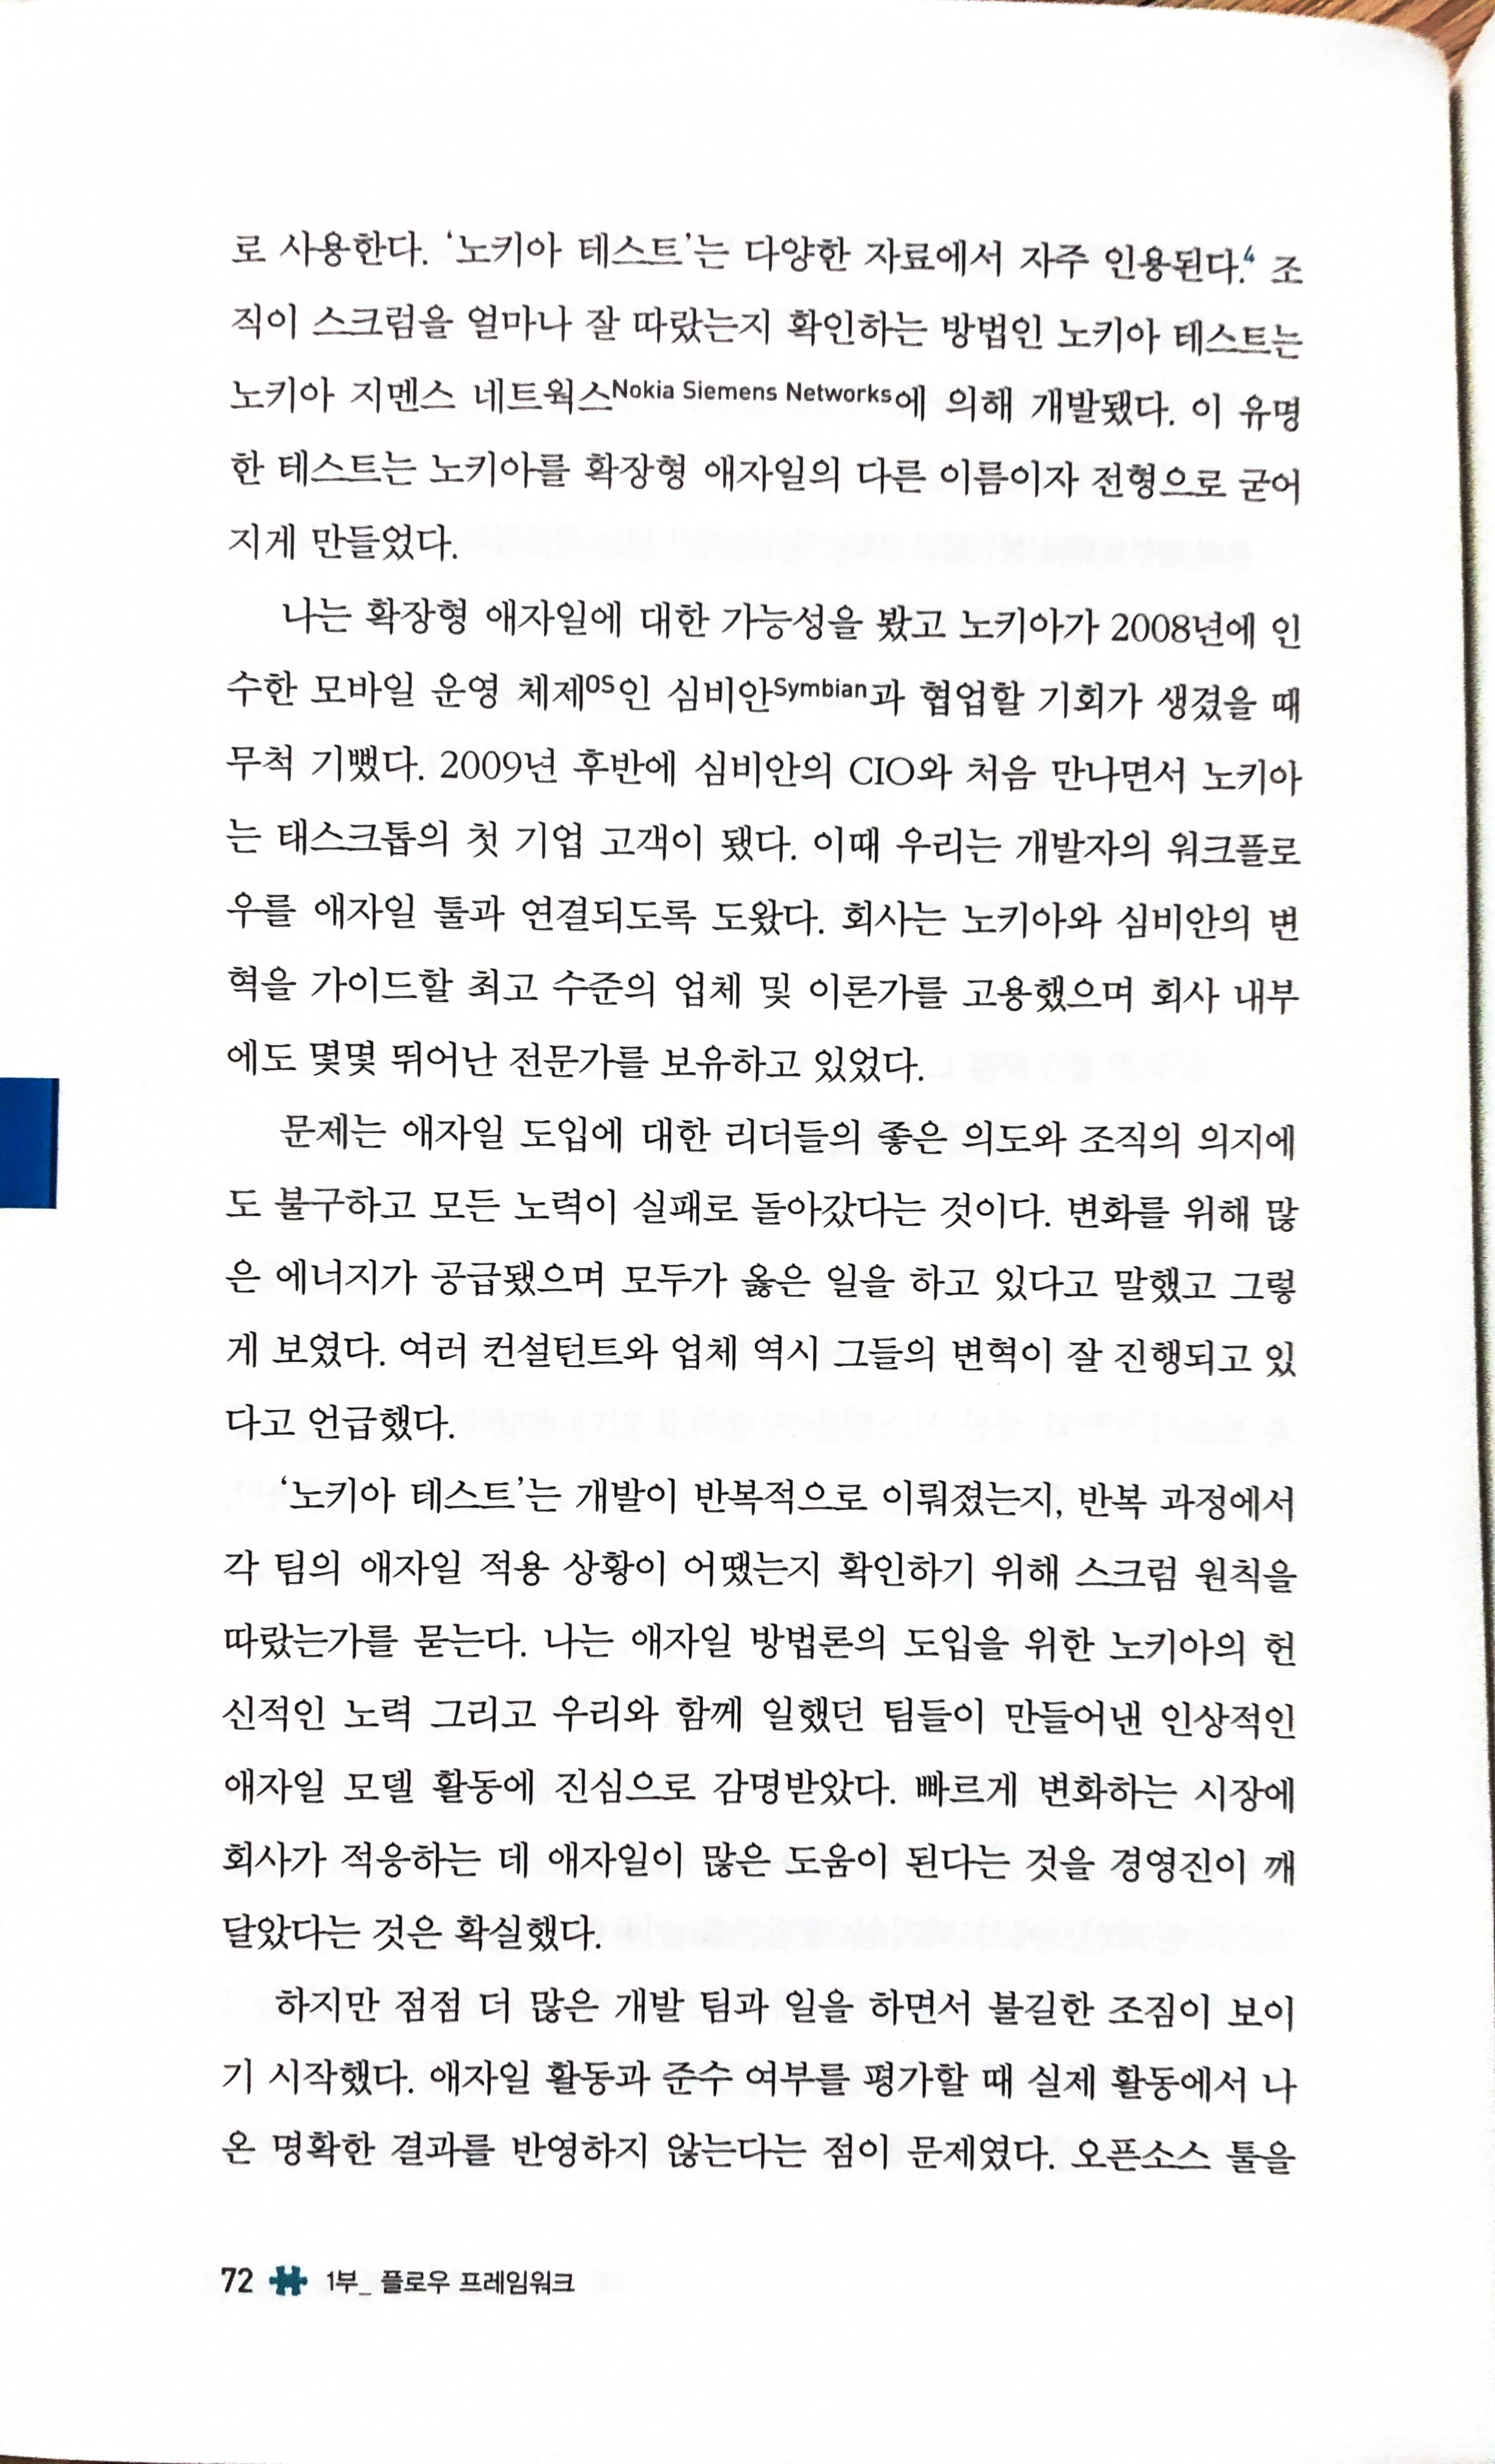 로 사용한다. ‘노키아 테스트’는 다양한 자료에서 자주 인용된다.4 조
직이 스크럼을 얼마나 잘 따랐는지 확인하는 방법인 노키아 테스트는
노키아 지멘스 네트웍스Nokia Siemens Networks에 의해 개발됐다. 이 유명
한 테스트는 노키아를 확장형 애자일의 다른 이름이자 전형으로 굳어
지게 만들었다.
나는 확장형 애자일에 대한 가능성을 봤고 노키아가 2008년에 인
수한 모바일 운영 체제OS인 심비안Symbian과 협업할 기회가 생겼을 때
무척 기뻤다. 2009년 후반에 심비안의 CIO와 처음 만나면서 노키아
는 태스크톱의 첫 기업 고객이 됐다. 이때 우리는 개발자의 워크플로
우를 애자일 툴과 연결되도록 도왔다. 회사는 노키아와 심비안의 변
혁을 가이드할 최고 수준의 업체 및 이론가를 고용했으며 회사 내부
에도 몇몇 뛰어난 전문가를 보유하고 있었다.
문제는 애자일 도입에 대한 리더들의 좋은 의도와 조직의 의지에
도 불구하고 모든 노력이 실패로 돌아갔다는 것이다. 변화를 위해 많
은 에너지가 공급됐으며 모두가 옳은 일을 하고 있다고 말했고 그렇
게 보였다. 여러 컨설턴트와 업체 역시 그들의 변혁이 잘 진행되고 있
다고 언급했다.
‘노키아 테스트’는 개발이 반복적으로 이뤄졌는지, 반복 과정에서
각 팀의 애자일 적용 상황이 어땠는지 확인하기 위해 스크럼 원칙을
따랐는가를 묻는다. 나는 애자일 방법론의 도입을 위한 노키아의 헌
신적인 노력 그리고 우리와 함께 일했던 팀들이 만들어낸 인상적인
애자일 모델 활동에 진심으로 감명받았다. 빠르게 변화하는 시장에
회사가 적응하는 데 애자일이 많은 도움이 된다는 것을 경영진이 깨
달았다는 것은 확실했다.
하지만 점점 더 많은 개발 팀과 일을 하면서 불길한 조짐이 보이
기 시작했다. 애자일 활동과 준수 여부를 평가할 때 실제 활동에서 나
온 명확한 결과를 반영하지 않는다는 점이 문제였다. 오픈소스 툴을
72 1부_ 플로우 프레임워크